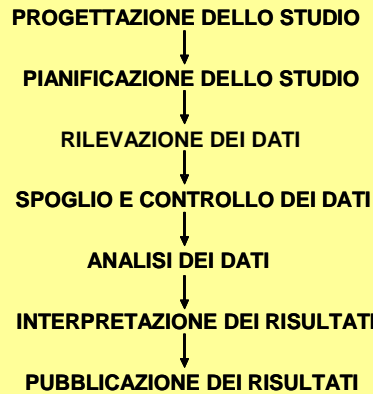 PROGETTAZIONE DELLO STUDIO
PIANIFICAZIONE DELLO STUDIO
RILEVAZIONE DEI DATI
SPOGLIO E CONTROLLO DEI DATI
ANALISI DEI DATI
INTERPRETAZIONE DEI RISULTATI
PUBBLICAZIONE DEI RISULTATI